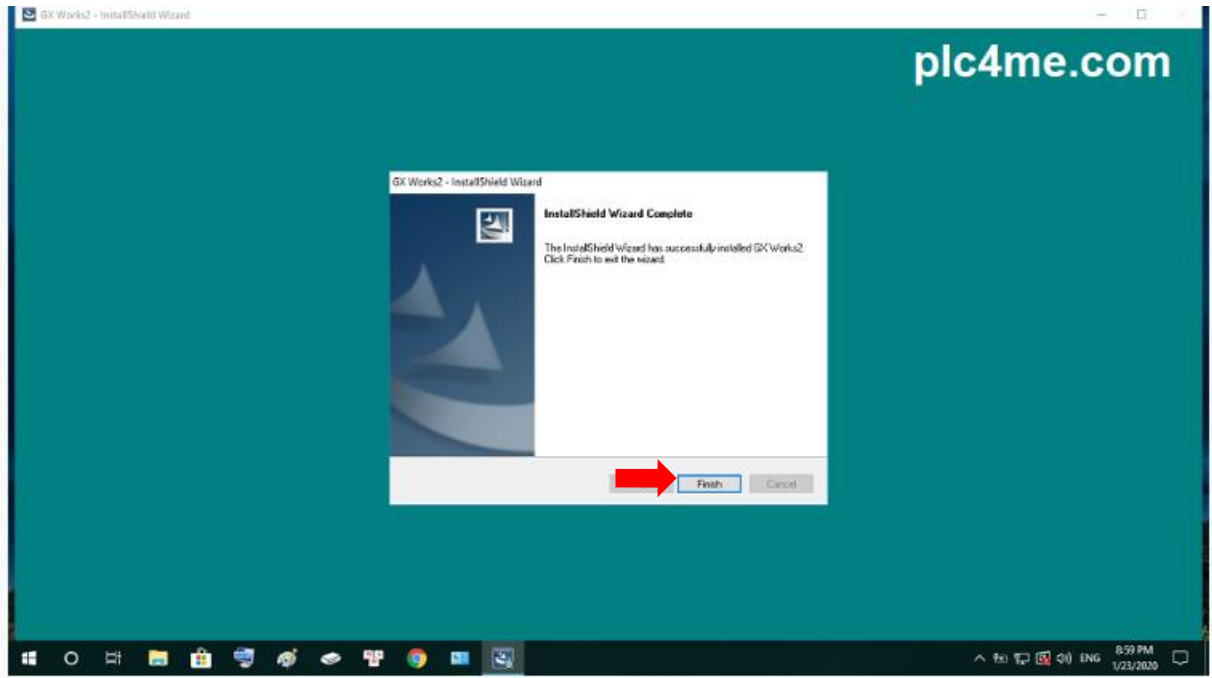 GX Works2 - InstallShield Wizard
plc4me.com
GX Works2 - InstallShield Wizard
InstallShield Wizard Complete
The InstallShield Wizard has successfully installed GX Works2.
Click Finish to exit the wizard.
Finish
Cancel
ENG
8:59 PM
1/23/2020